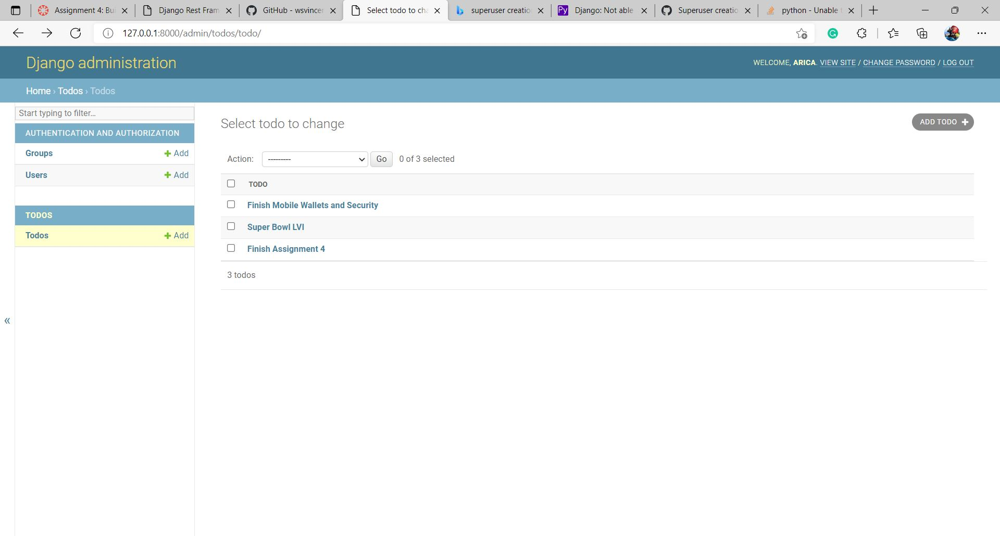 Assignment 4: Bui
Django Rest Fram
GitHub - wsvincen
Select todo to cha
superuser creatio
Py
Django: Not able
Superuser creatio
python - Unable t
127.0.0.1:8000/admin/todos/todo/
G
Django administration
WELCOME, ARICA. VIEW SITE / CHANGE PASSWORD / LOG OUT
Home › Todos › Todos
Start typing to filter...
AUTHENTICATION AND AUTHORIZATION
Groups + Add
Users + Add
TODOS
Todos + Add
«
Select todo to change
ADD TODO +
Action: --------- Go 0 of 3 selected
TODO
Finish Mobile Wallets and Security
Super Bowl LVI
Finish Assignment 4
3 todos